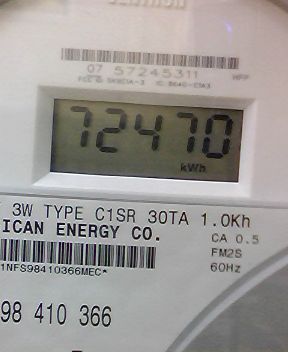 07 57245311
72470
kWh
3W TYPE C1SR 30TA 1.0Kh
ICAN ENERGY CO.
CA 0.5
FM2S
60Hz
1NFS98410366MEC*
98 410 366